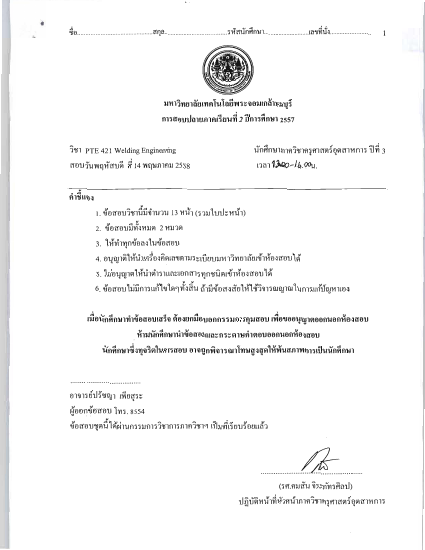 ชื่อ....................................สกุล..............................รหัสนักศึกษา....................เลขที่นั่ง........................ 1
มหาวิทยาลัยเทคโนโลยีพระจอมเกล้าธนบุรี
การสอบปลายภาคเรียนที่ 2 ปีการศึกษา 2557
วิชา PTE 421 Welding Engineering นักศึกษาภาควิชาครุศาสตร์อุตสาหการ ปีที่ 3
สอบวันพฤหัสบดี ที่ 14 พฤษภาคม 2558 เวลา 13.00-16.00น.
คำชี้แจง
1. ข้อสอบวิชานี้มีจำนวน 13 หน้า (รวมใบปะหน้า)
2. ข้อสอบมีทั้งหมด 2 หมวด
3. ให้ทำทุกข้อลงในข้อสอบ
4. อนุญาติให้นำเครื่องคิดเลขตามระเบียบมหาวิทยาลัยเข้าห้องสอบได้
5. ไม่อนุญาตให้นำตำราและเอกสารทุกชนิดเข้าห้องสอบได้
6. ข้อสอบไม่มีการแก้ไขใดๆทั้งสิ้น ถ้ามีข้อสงสัยให้ใช้วิจารณญาณในการแก้ปัญหาเอง
เมื่อนักศึกษาทำข้อสอบเสร็จ ต้องยกมือบอกกรรมการคุมสอบ เพื่อขออนุญาตออกนอกห้องสอบ
ห้ามนักศึกษานำข้อสอบและกระดาษคำตอบออกนอกห้องสอบ
นักศึกษาซึ่งทุจริตในการสอบ อาจถูกพิจารณาโทษสูงสุดให้พ้นสภาพการเป็นนักศึกษา
.................................
อาจารย์ปรัชญา เพียสุระ
ผู้ออกข้อสอบ โทร. 8554
ข้อสอบชุดนี้ได้ผ่านกรรมการวิชาการภาควิชาฯ เป็นที่เรียบร้อยแล้ว
(รศ.คมสัน จิระภัทรศิลป)
ปฏิบัติหน้าที่หัวหน้าภาควิชาครุศาสตร์อุตสาหการ